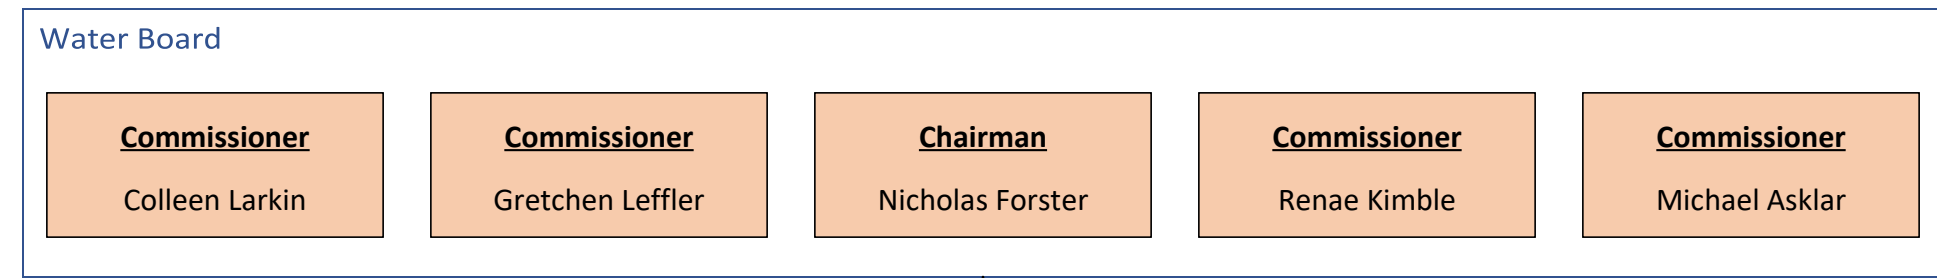 Water Board
Commissioner
Colleen Larkin
Commissioner
Gretchen Leffler
Chairman
Nicholas Forster
Commissioner
Renae Kimble
Commissioner
Michael Asklar